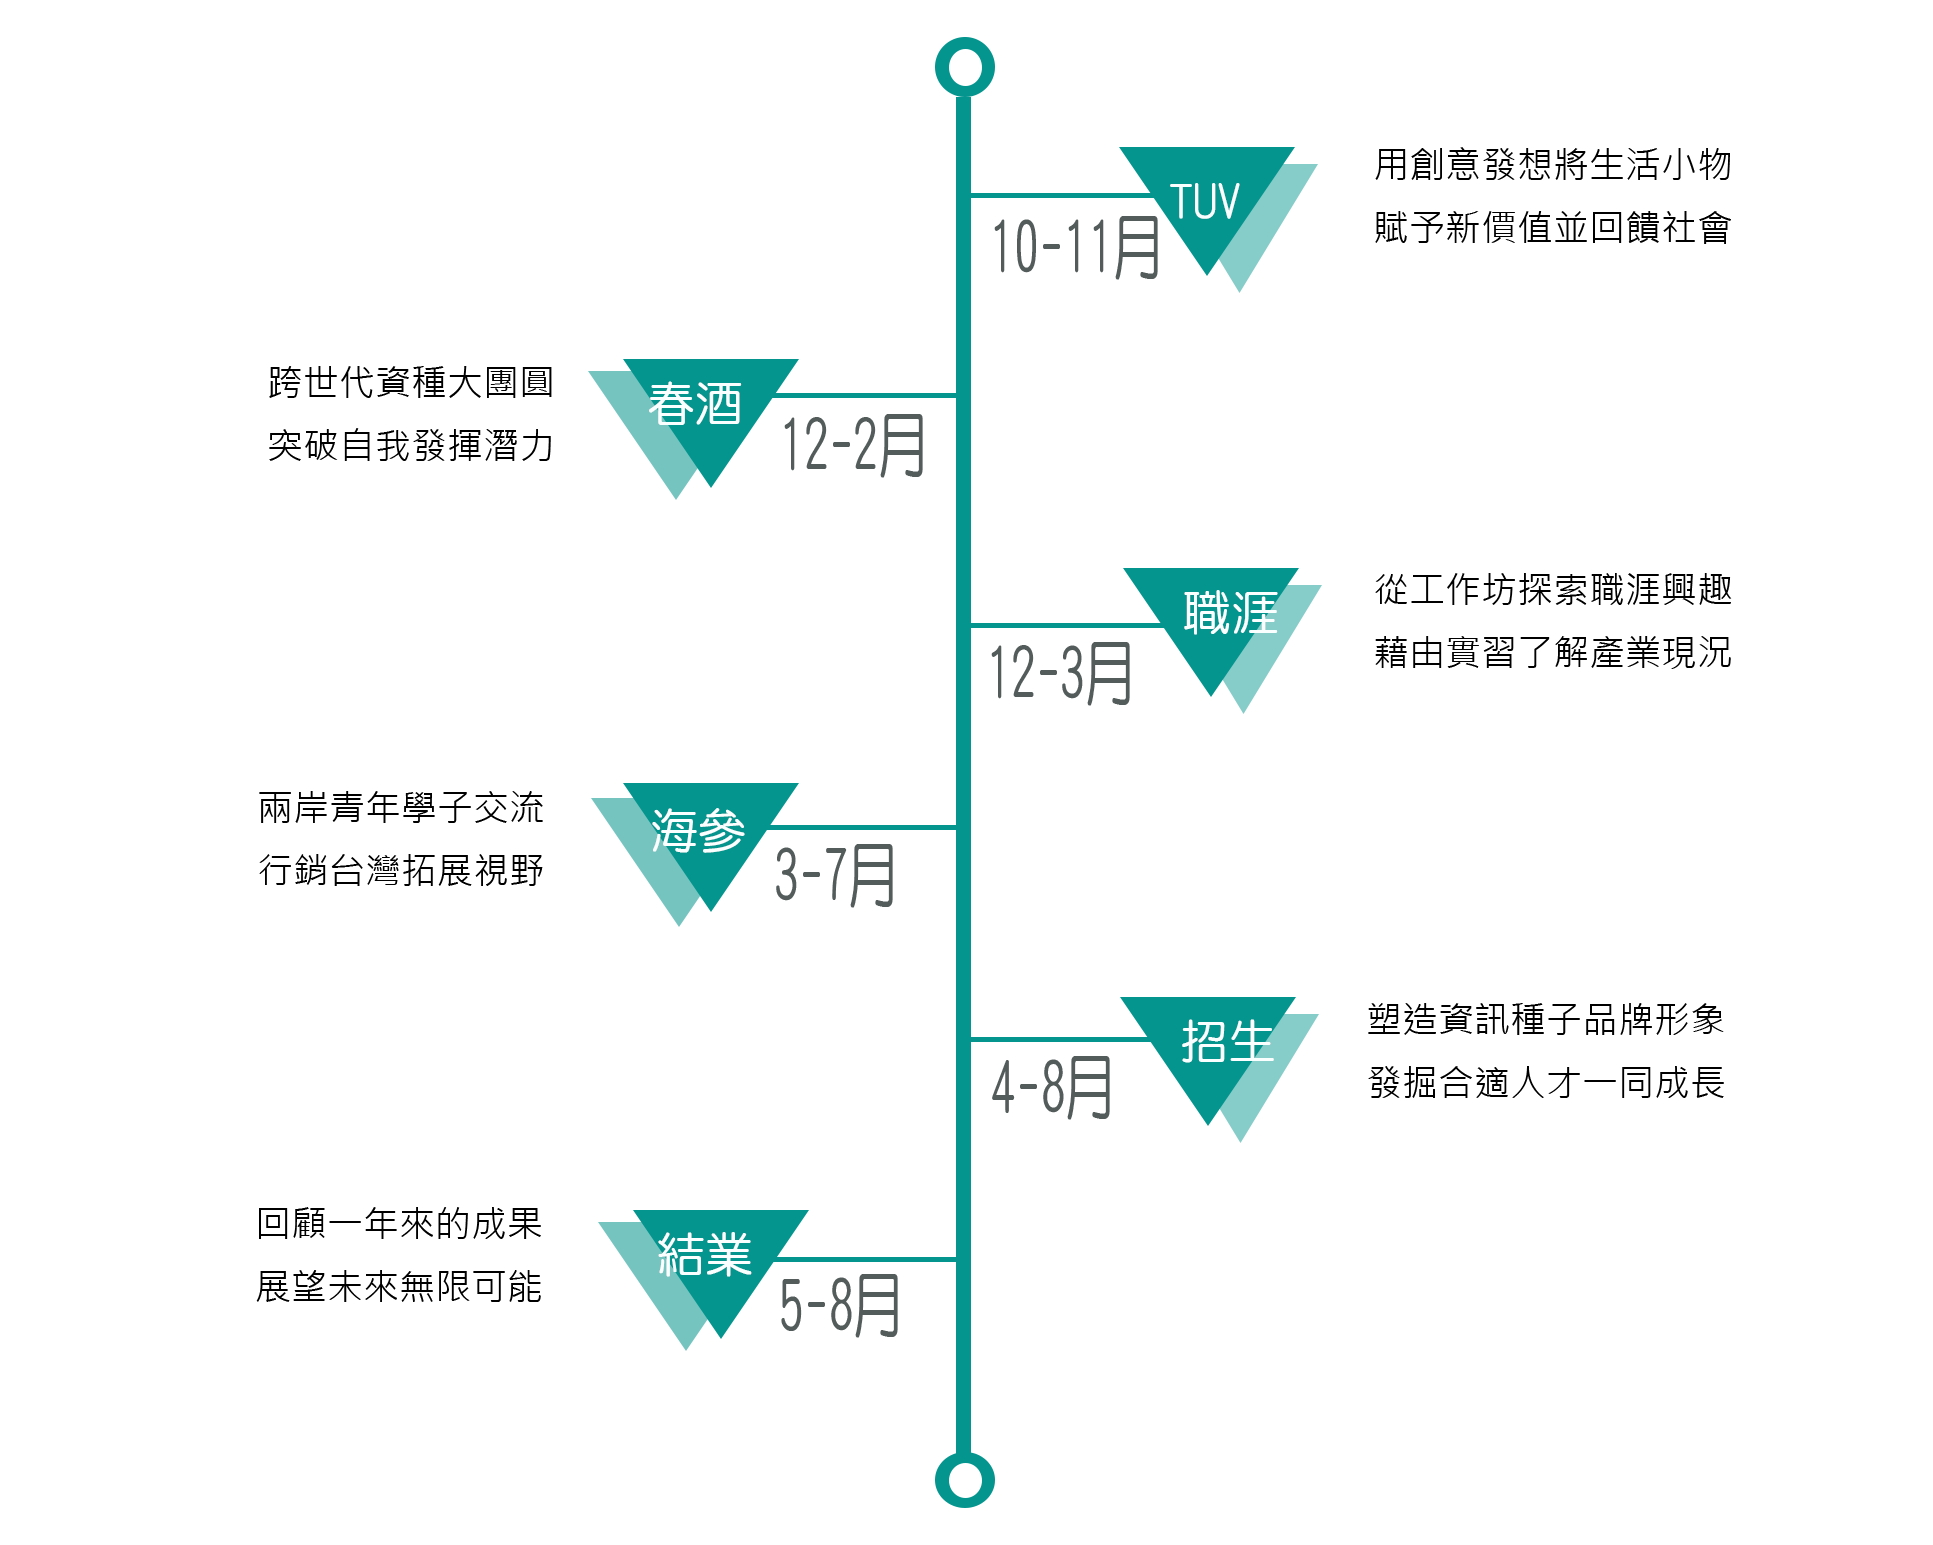 TUV
10-11月
用創意發想將生活小物
賦予新價值並回饋社會
春酒
12-2月
跨世代資種大團圓
突破自我發揮潛力
職涯
12-3月
從工作坊探索職涯興趣
藉由實習了解產業現況
海參
3-7月
兩岸青年學子交流
行銷台灣拓展視野
招生
4-8月
塑造資訊種子品牌形象
發掘合適人才一同成長
結業
5-8月
回顧一年來的成果
展望未來無限可能